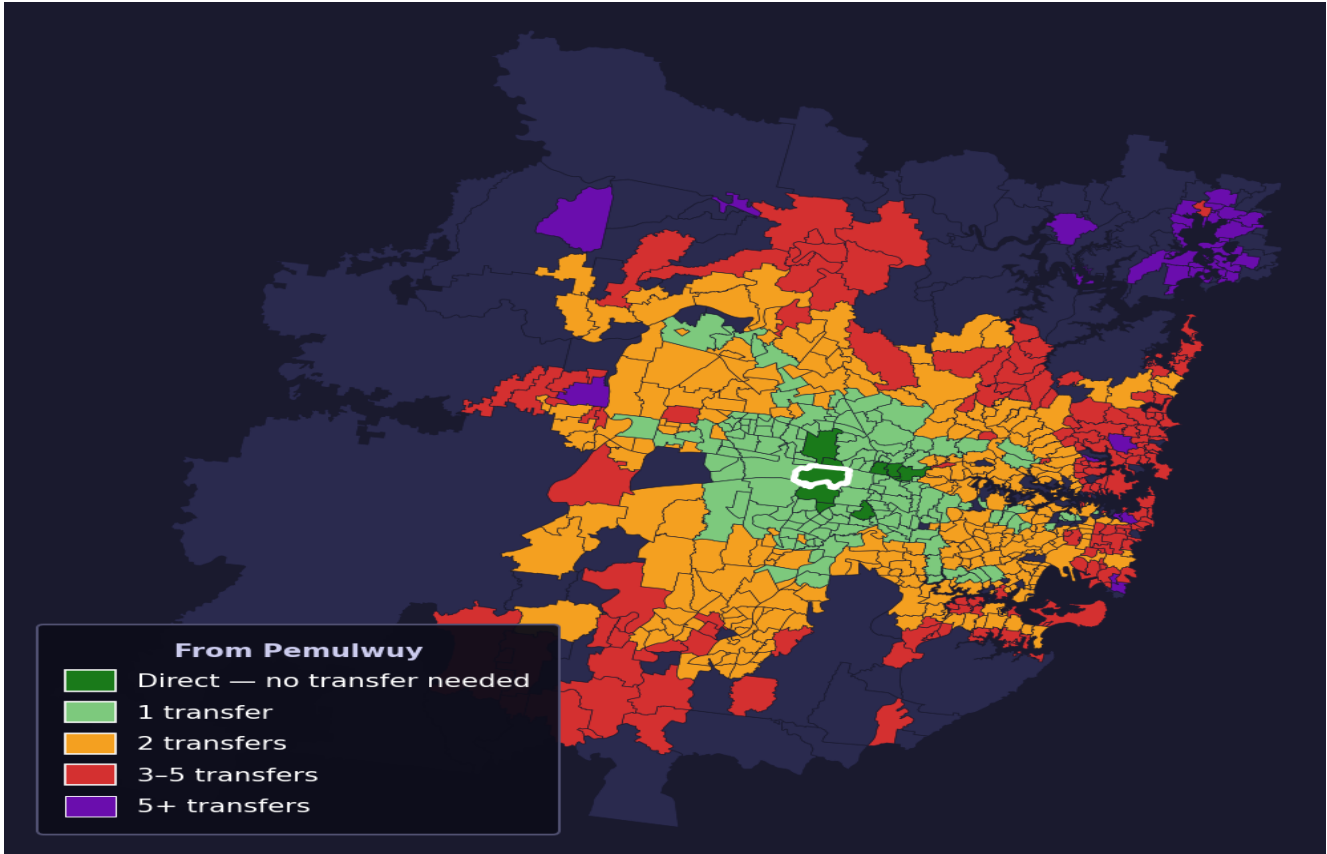 From Pemulwuy
Direct — no transfer needed
1 transfer
2 transfers
3–5 transfers
5+ transfers